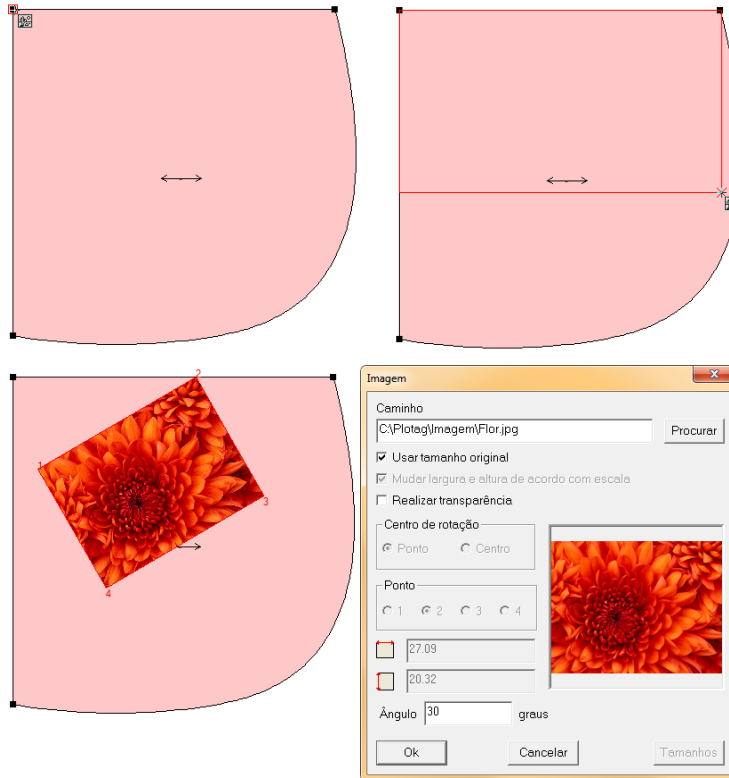 2
1
3
4
Imagem
Caminho
C:\Plotag\Imagem\Flor.jpg
Procurar
Usar tamanho original
Mudar largura e altura de acordo com escala
Realizar transparência
Centro de rotação
Ponto Centro
Ponto
1 2 3 4
27.09
20.32
Ângulo 30 graus
Ok Cancelar Tamanhos